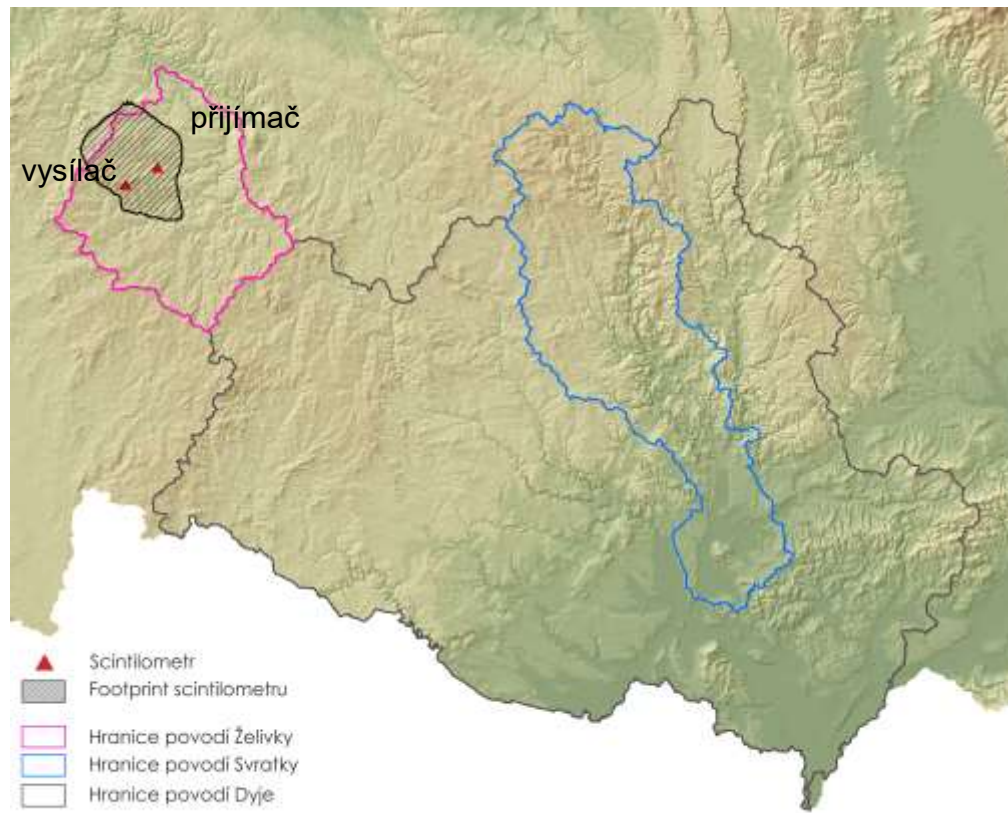 přijímač
vysílač
Scintilometr
Footprint scintilometru
Hranice povodí Želivky
Hranice povodí Svratky
Hranice povodí Dyje